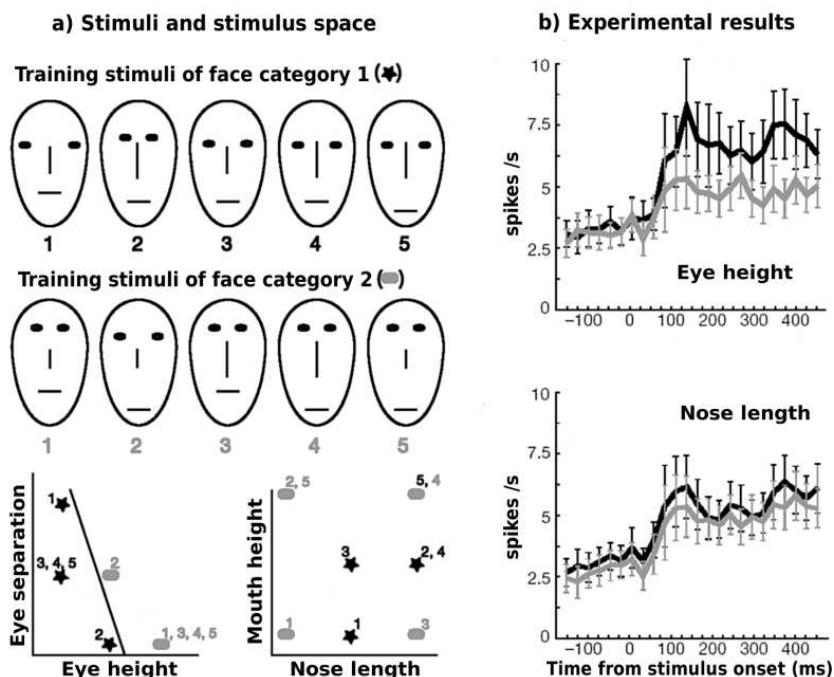 a) Stimuli and stimulus space
Training stimuli of face category 1 (★)
1 2 3 4 5
Training stimuli of face category 2 ( )
1 2 3 4 5
Eye separation
1
3, 4, 5
2
2
1, 3, 4, 5
Eye height
Mouth height
2, 5
5, 4
3
2, 4
1
1
3
Nose length
b) Experimental results
spikes /s
10
7.5
5
2.5
0
Eye height
−100 0 100 200 300 400
spikes /s
10
7.5
5
2.5
0
Nose length
−100 0 100 200 300 400
Time from stimulus onset (ms)